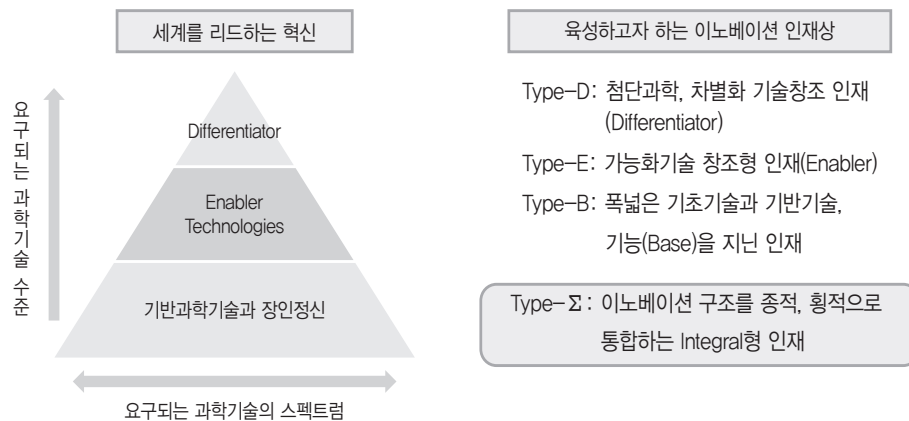 세계를 리드하는 혁신
요구되는 과학기술 수준
Differentiator
Enabler
Technologies
기반과학기술과 장인정신
요구되는 과학기술의 스펙트럼
육성하고자 하는 이노베이션 인재상
Type-D: 첨단과학, 차별화 기술창조 인재
(Differentiator)
Type-E: 가능화기술 창조형 인재(Enabler)
Type-B: 폭넓은 기초기술과 기반기술,
기능(Base)을 지닌 인재
Type-Σ: 이노베이션 구조를 종적, 횡적으로
통합하는 Integral형 인재